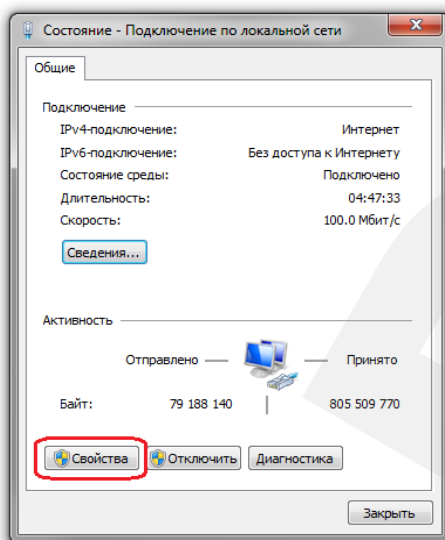 Состояние - Подключение по локальной сети
Общие
Подключение
IPv4-подключение: Интернет
IPv6-подключение: Без доступа к Интернету
Состояние среды: Подключено
Длительность: 04:47:33
Скорость: 100.0 Мбит/с
Сведения...
Активность
Отправлено — — Принято
Байт: 79 188 140 | 805 509 770
Свойства Отключить Диагностика
Закрыть